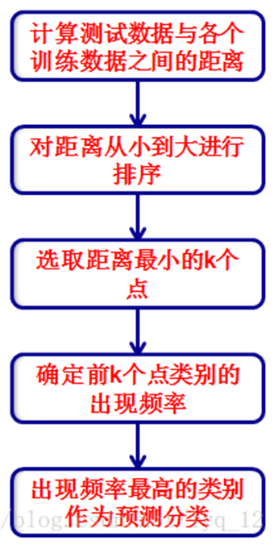 计算测试数据与各个
训练数据之间的距离
对距离从小到大进行
排序
选取距离最小的k个
点
确定前k个点类别的
出现频率
出现频率最高的类别
作为预测分类